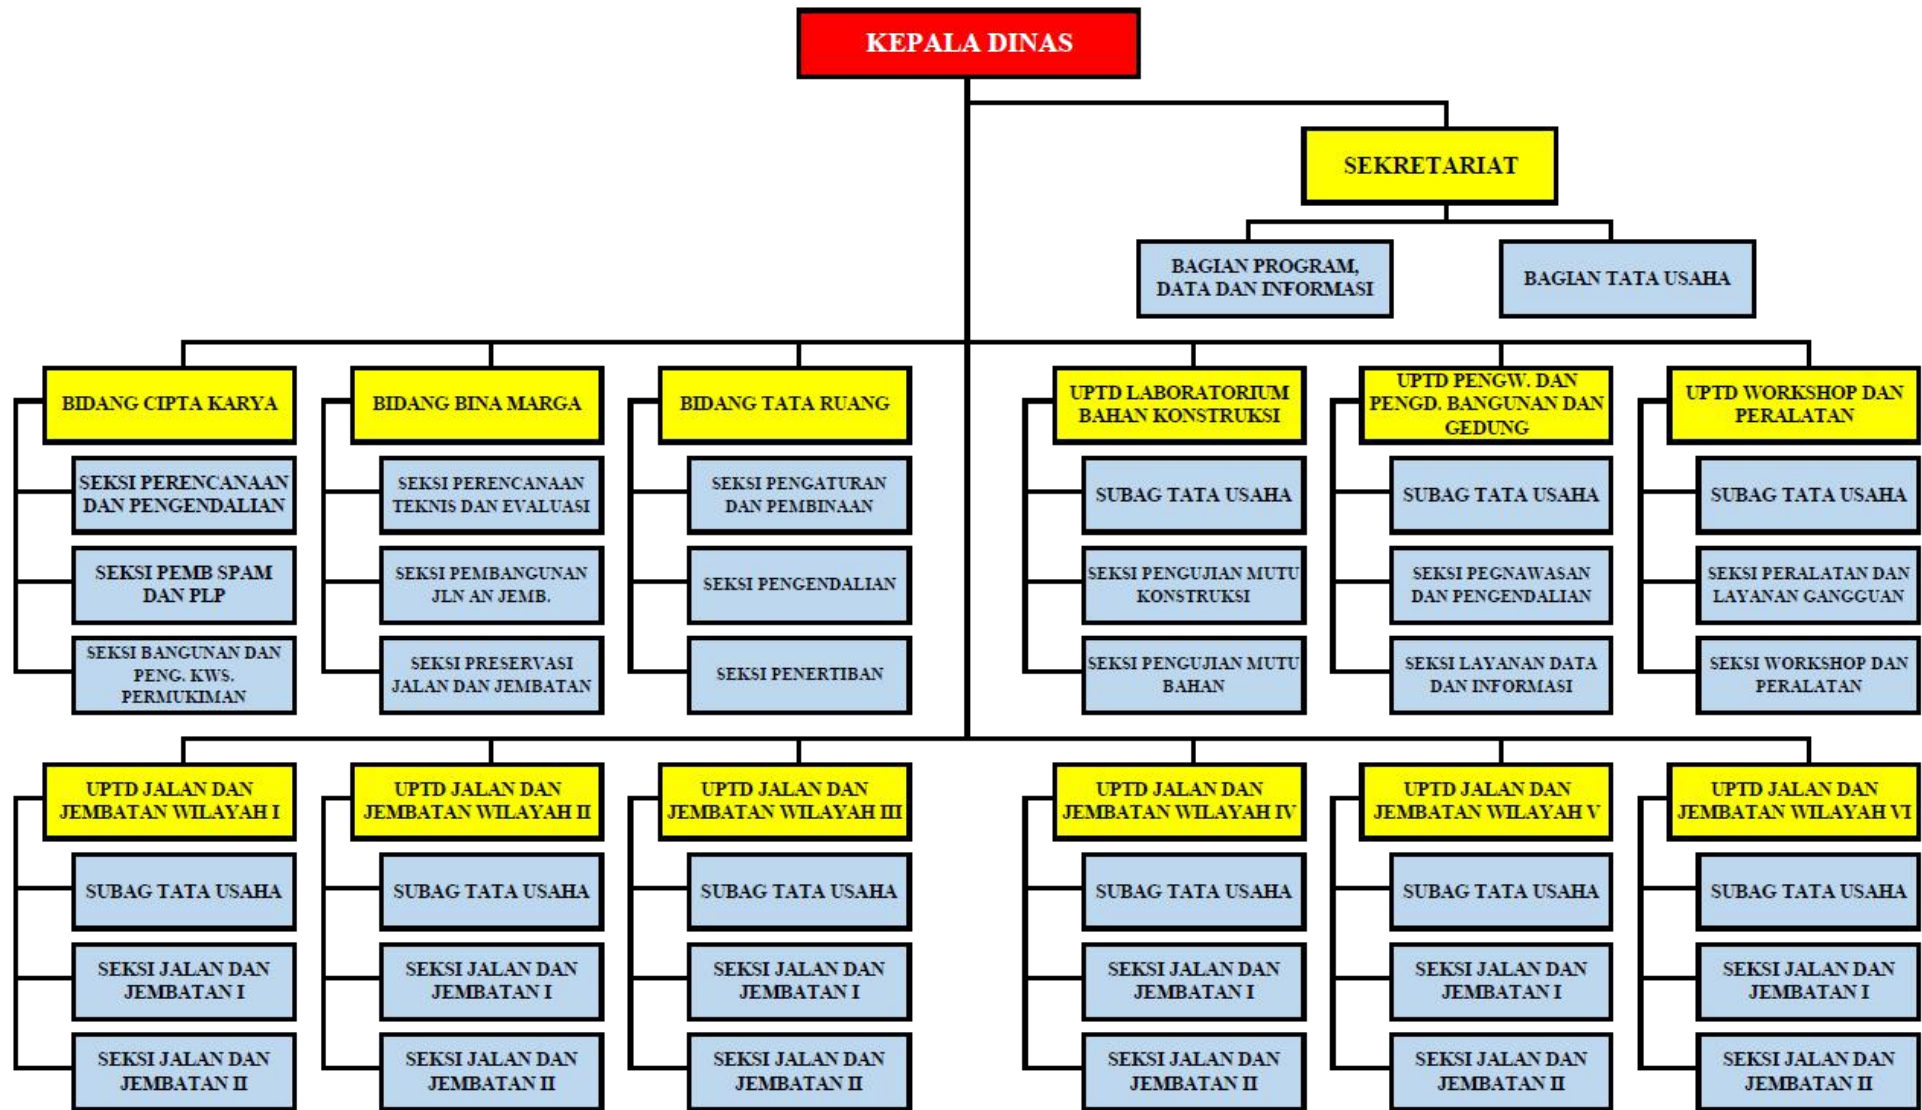 KEPALA DINAS
SEKRETARIAT
BAGIAN PROGRAM,
DATA DAN INFORMASI
BAGIAN TATA USAHA
BIDANG CIPTA KARYA
SEKSI PERENCANAAN
DAN PENGENDALIAN
SEKSI PEMB SPAM
DAN PLP
SEKSI BANGUNAN DAN
PENG. KWS.
PERMUKIMAN
BIDANG BINA MARGA
SEKSI PERENCANAAN
TEKNIS DAN EVALUASI
SEKSI PEMBANGUNAN
JLN AN JEMB.
SEKSI PRESERVASI
JALAN DAN JEMBATAN
BIDANG TATA RUANG
SEKSI PENGATURAN
DAN PEMBINAAN
SEKSI PENGENDALIAN
SEKSI PENERTIBAN
UPTD LABORATORIUM
BAHAN KONSTRUKSI
SUBAG TATA USAHA
SEKSI PENGUJIAN MUTU
KONSTRUKSI
SEKSI PENGUJIAN MUTU
BAHAN
UPTD PENGW. DAN
PENGD. BANGUNAN DAN
GEDUNG
SUBAG TATA USAHA
SEKSI PEGNAWASAN
DAN PENGENDALIAN
SEKSI LAYANAN DATA
DAN INFORMASI
UPTD WORKSHOP DAN
PERALATAN
SUBAG TATA USAHA
SEKSI PERALATAN DAN
LAYANAN GANGGUAN
SEKSI WORKSHOP DAN
PERALATAN
UPTD JALAN DAN
JEMBATAN WILAYAH I
SUBAG TATA USAHA
SEKSI JALAN DAN
JEMBATAN I
SEKSI JALAN DAN
JEMBATAN II
UPTD JALAN DAN
JEMBATAN WILAYAH II
SUBAG TATA USAHA
SEKSI JALAN DAN
JEMBATAN I
SEKSI JALAN DAN
JEMBATAN II
UPTD JALAN DAN
JEMBATAN WILAYAH III
SUBAG TATA USAHA
SEKSI JALAN DAN
JEMBATAN I
SEKSI JALAN DAN
JEMBATAN II
UPTD JALAN DAN
JEMBATAN WILAYAH IV
SUBAG TATA USAHA
SEKSI JALAN DAN
JEMBATAN I
SEKSI JALAN DAN
JEMBATAN II
UPTD JALAN DAN
JEMBATAN WILAYAH V
SUBAG TATA USAHA
SEKSI JALAN DAN
JEMBATAN I
SEKSI JALAN DAN
JEMBATAN II
UPTD JALAN DAN
JEMBATAN WILAYAH VI
SUBAG TATA USAHA
SEKSI JALAN DAN
JEMBATAN I
SEKSI JALAN DAN
JEMBATAN II